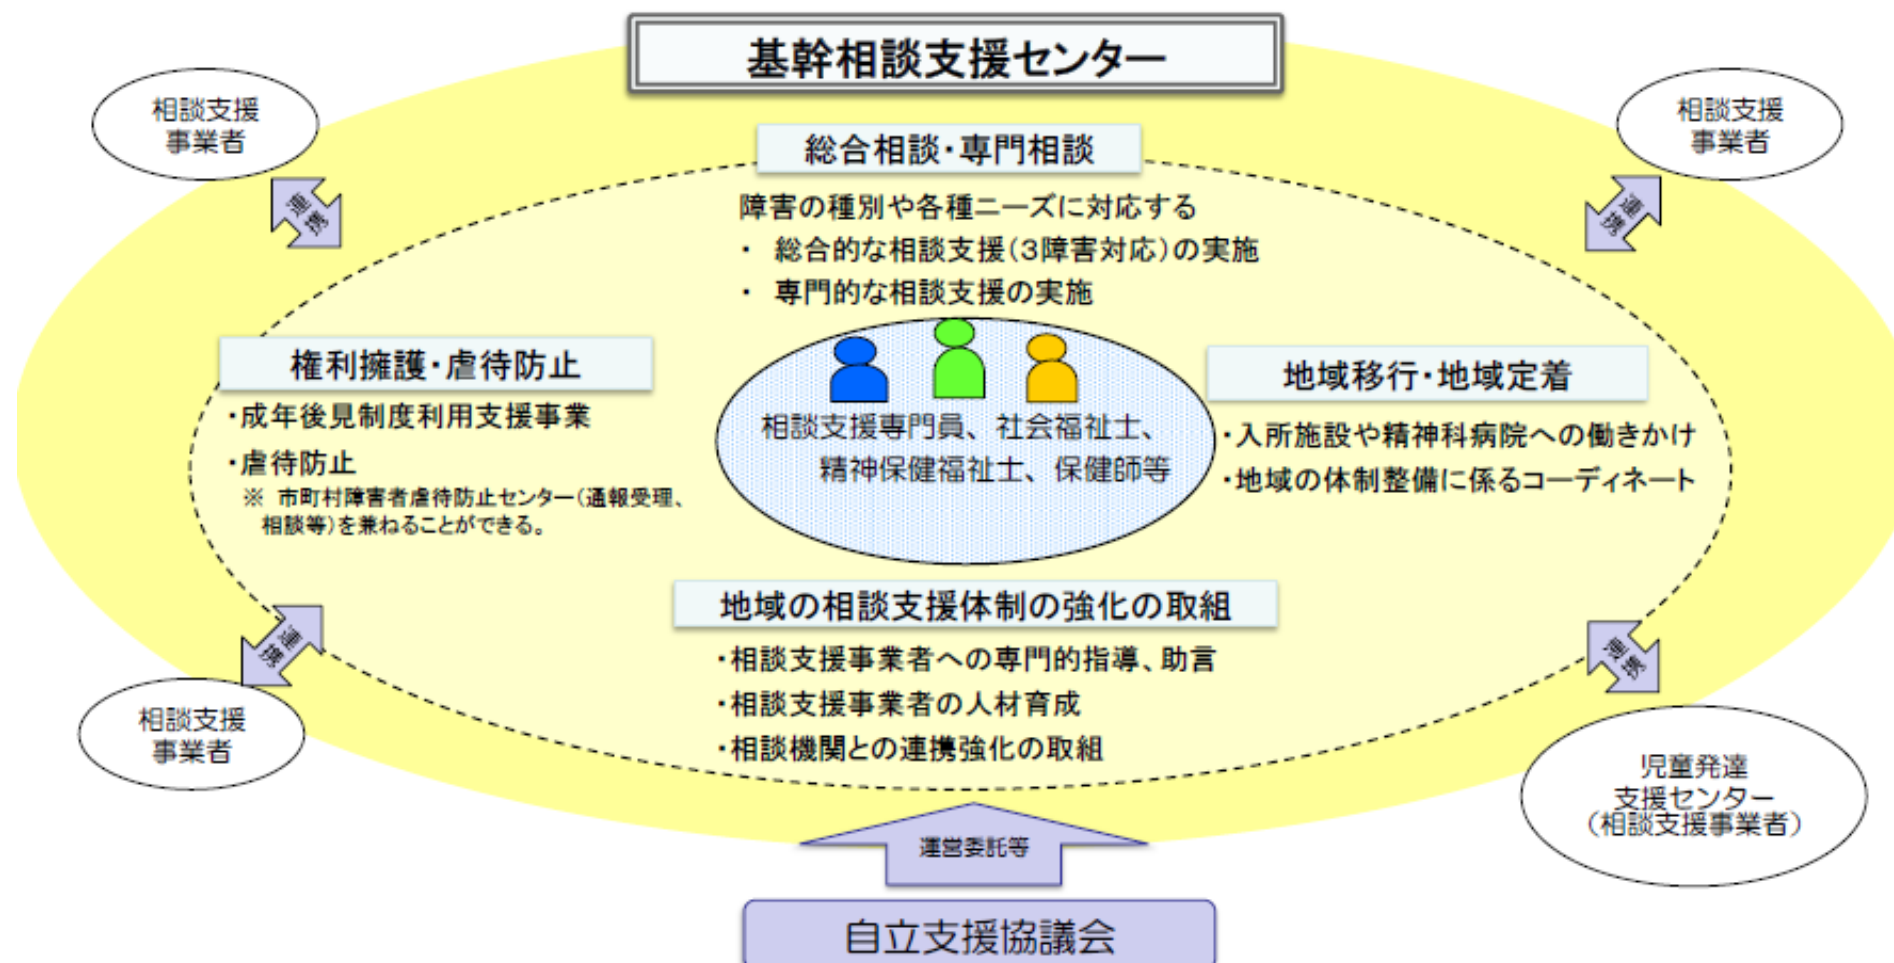 基幹相談支援センター
相談支援
事業者
連携
相談支援
事業者
連携
総合相談・専門相談
障害の種別や各種ニーズに対応する
・ 総合的な相談支援(3障害対応)の実施
・ 専門的な相談支援の実施
権利擁護・虐待防止
・成年後見制度利用支援事業
・虐待防止
※ 市町村障害者虐待防止センター(通報受理、
相談等)を兼ねることができる。
相談支援専門員、社会福祉士、
精神保健福祉士、保健師等
地域移行・地域定着
・入所施設や精神科病院への働きかけ
・地域の体制整備に係るコーディネート
地域の相談支援体制の強化の取組
・相談支援事業者への専門的指導、助言
・相談支援事業者の人材育成
・相談機関との連携強化の取組
連携
相談支援
事業者
連携
児童発達
支援センター
(相談支援事業者)
運営委託等
自立支援協議会